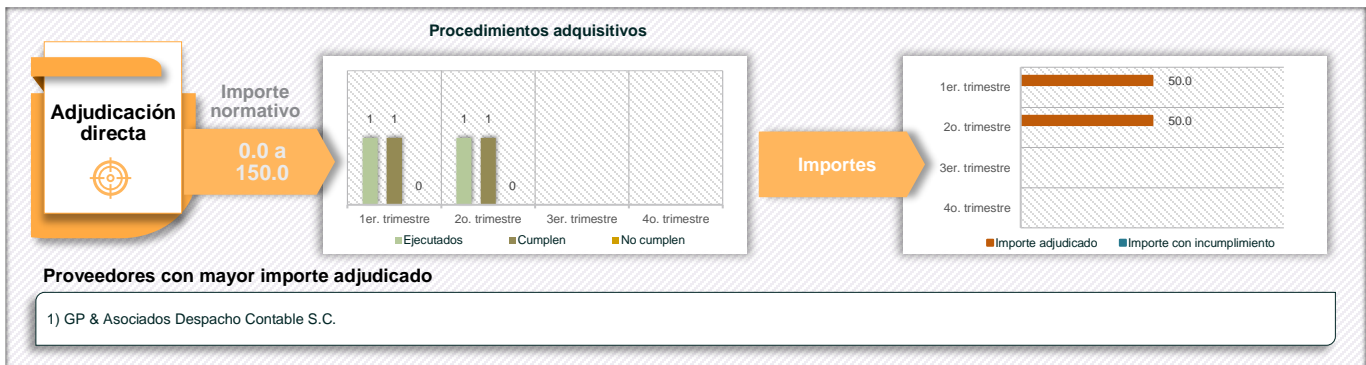 Procedimientos adquisitivos
Adjudicación
directa
Importe
normativo
0.0 a
150.0
1 1
0
1 1
0
1er. trimestre 2o. trimestre 3er. trimestre 4o. trimestre
Ejecutados Cumplen No cumplen
Importes
1er. trimestre 50.0
2o. trimestre 50.0
3er. trimestre
4o. trimestre
Importe adjudicado Importe con incumplimiento
Proveedores con mayor importe adjudicado
1) GP & Asociados Despacho Contable S.C.